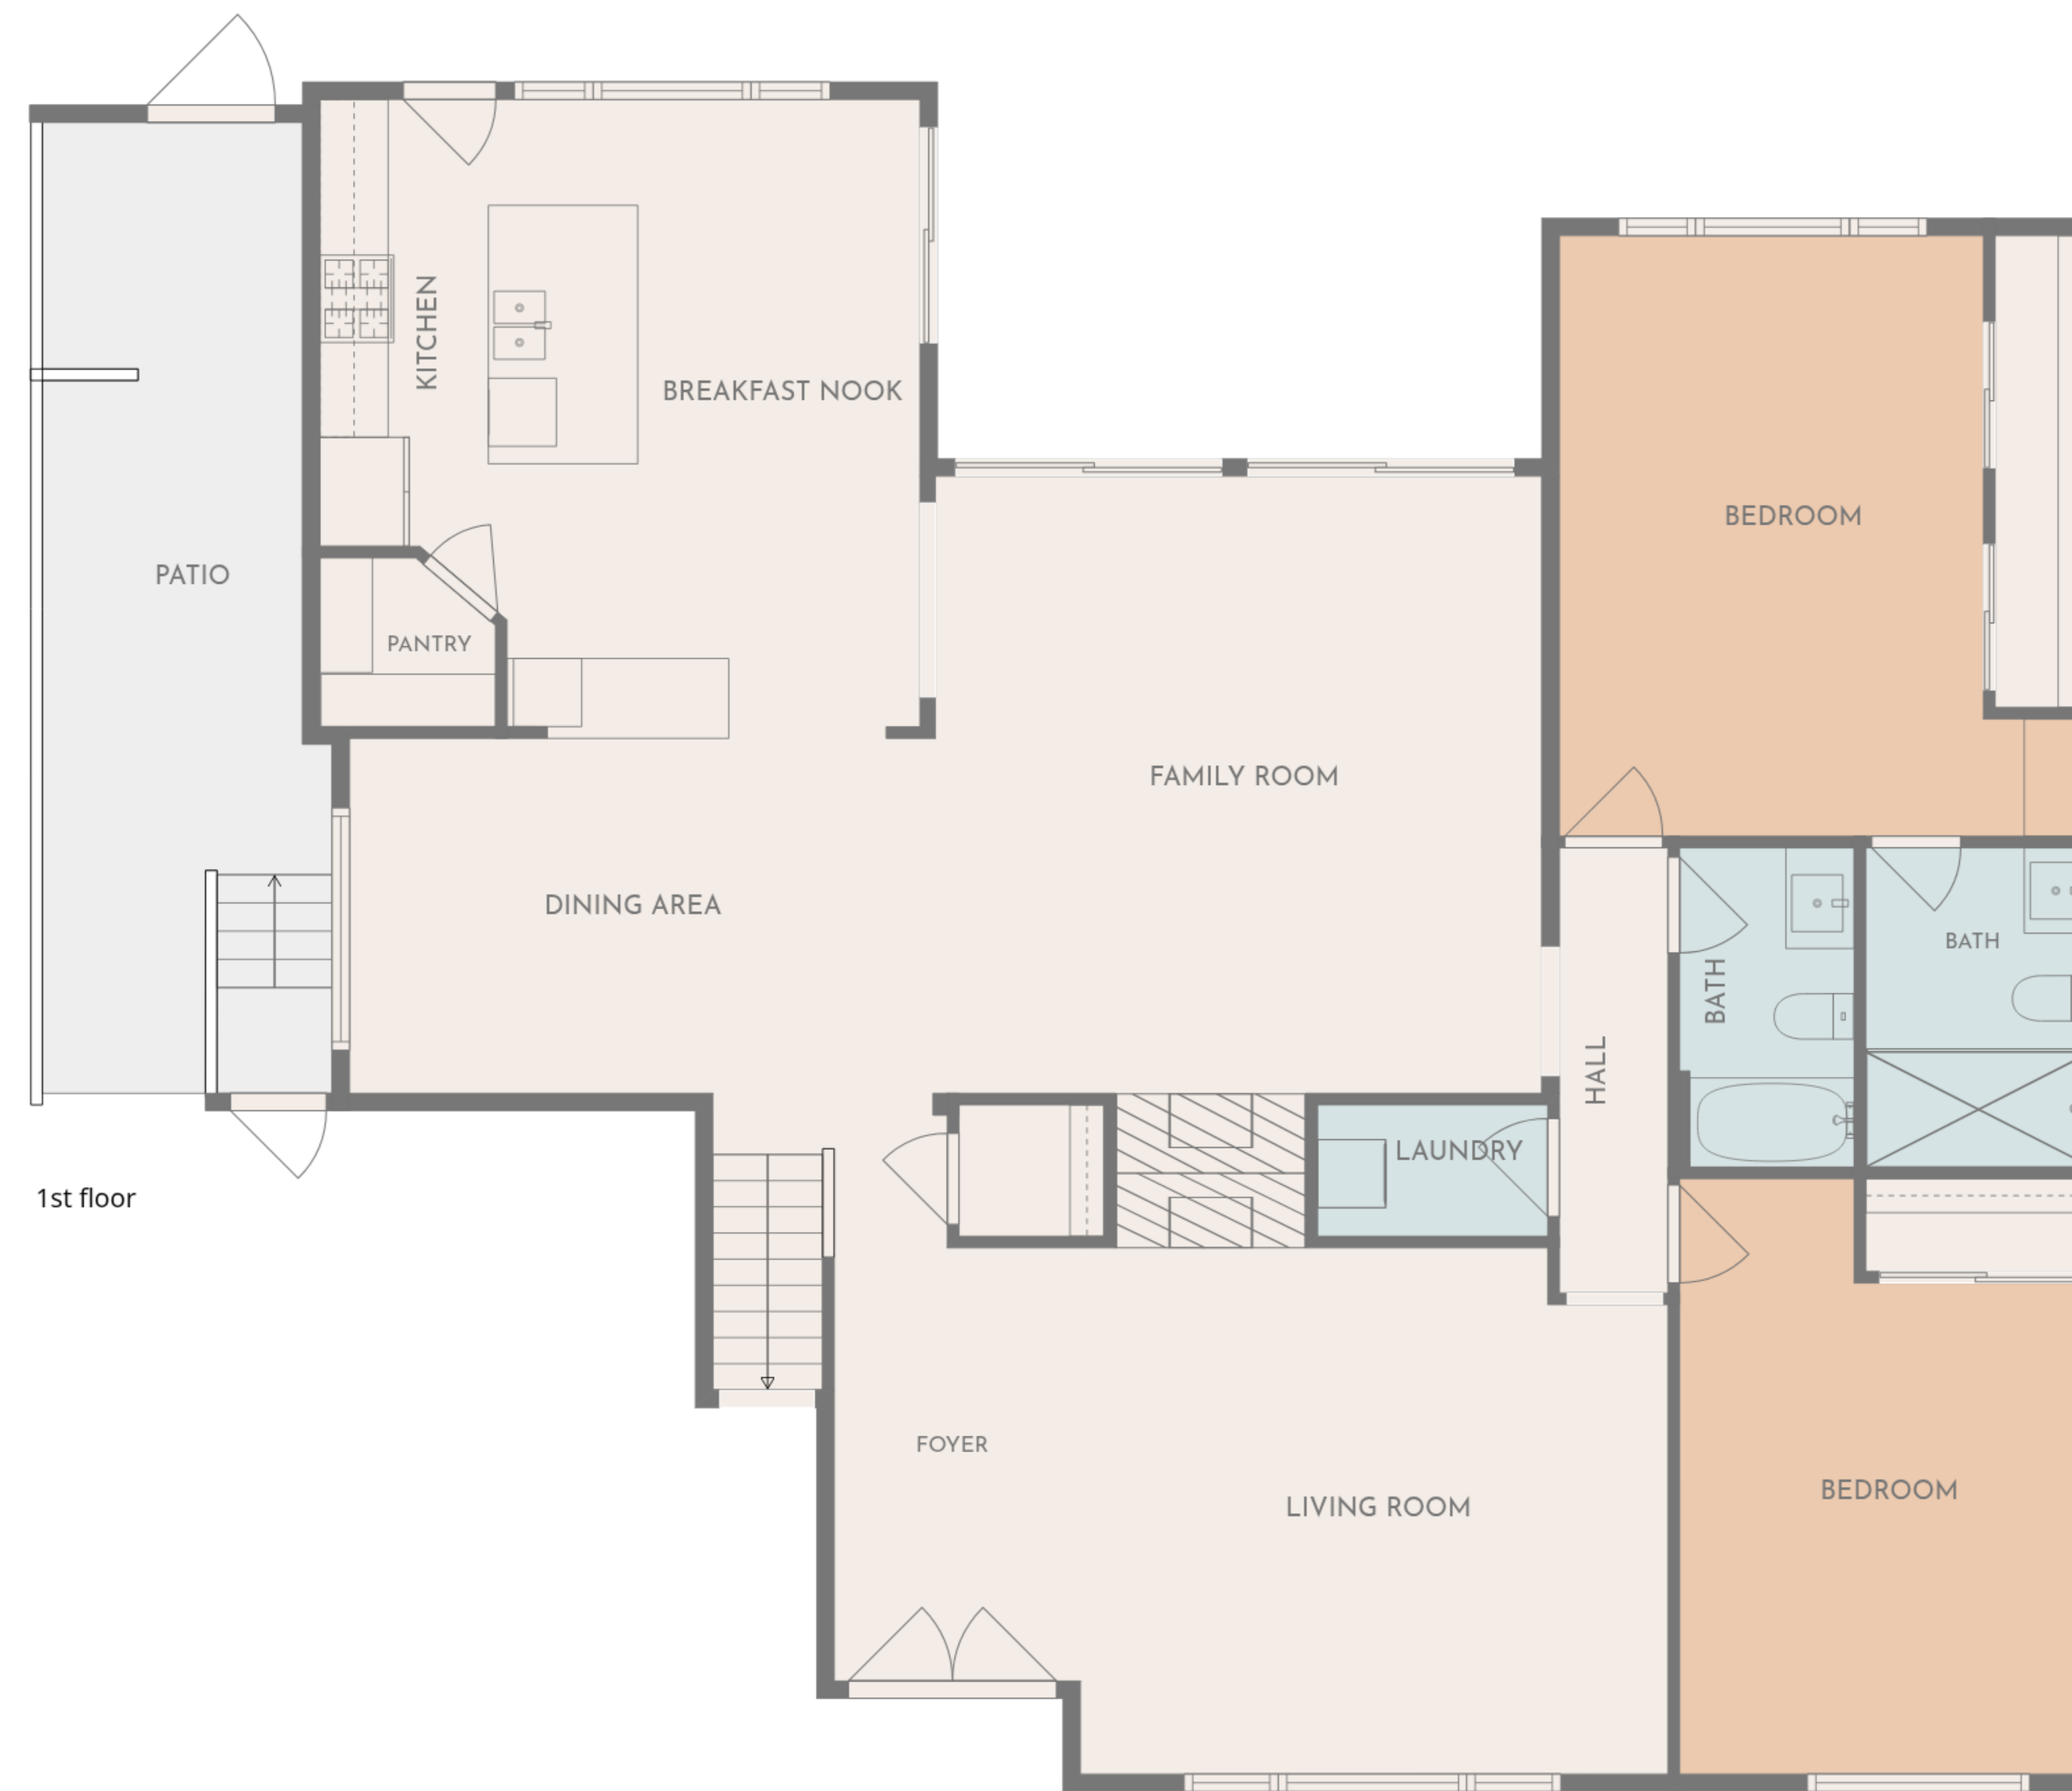 KITCHEN
BREAKFAST NOOK
BEDROOM
PATIO
PANTRY
FAMILY ROOM
DINING AREA
BATH
BATH
HALL
LAUNDRY
1st floor
FOYER
LIVING ROOM
BEDROOM